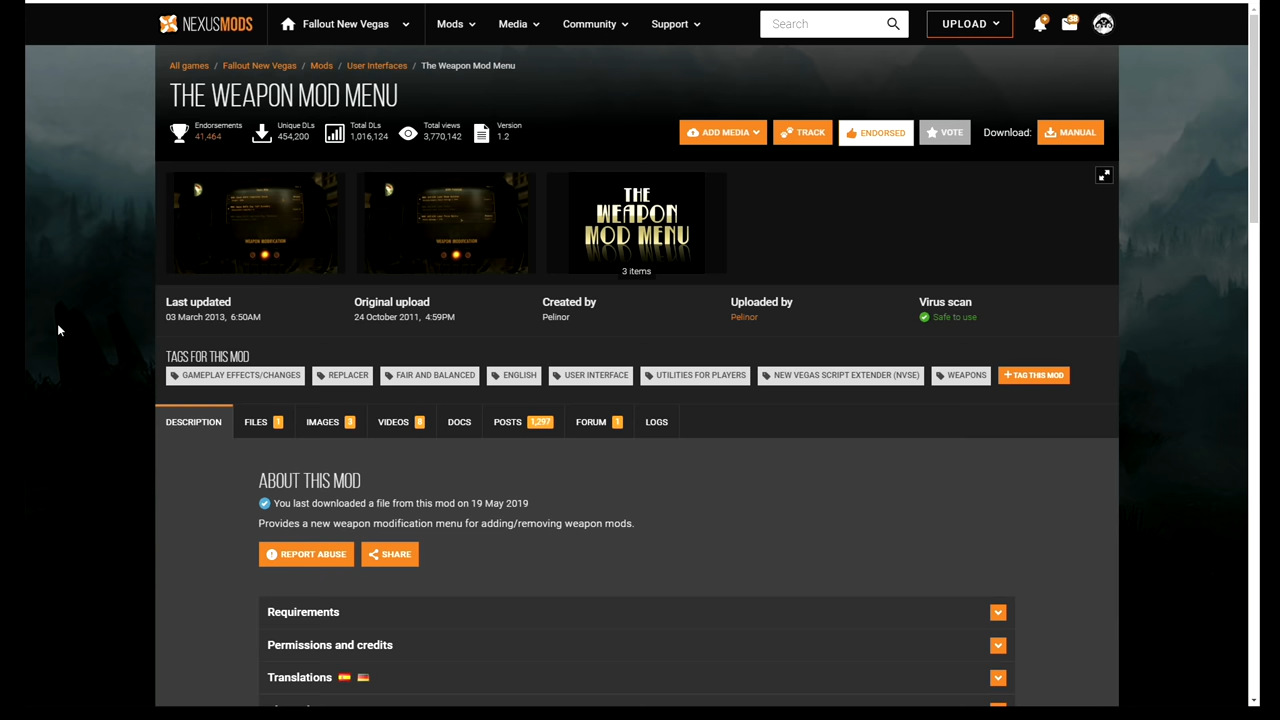 NEXUSMODS
Fallout New Vegas
Mods
Media
Community
Support
Search
UPLOAD
38
All games / Fallout New Vegas / Mods / User Interfaces / The Weapon Mod Menu
THE WEAPON MOD MENU
Endorsements
41,464
Unique DLs
454,200
Total DLs
1,016,124
Total views
3,770,142
Version
1.2
ADD MEDIA
TRACK
ENDORSED
VOTE
Download:
MANUAL
WEAPON MODIFICATION
WEAPON MODIFICATION
THE
WEAPON
MOD MENU
3 items
Last updated
03 March 2013, 6:50AM
Original upload
24 October 2011, 4:59PM
Created by
Pelinor
Uploaded by
Pelinor
Virus scan
Safe to use
TAGS FOR THIS MOD
GAMEPLAY EFFECTS/CHANGES
REPLACER
FAIR AND BALANCED
ENGLISH
USER INTERFACE
UTILITIES FOR PLAYERS
NEW VEGAS SCRIPT EXTENDER (NVSE)
WEAPONS
+ TAG THIS MOD
DESCRIPTION
FILES 1
IMAGES 3
VIDEOS 8
DOCS
POSTS 1,297
FORUM 1
LOGS
ABOUT THIS MOD
You last downloaded a file from this mod on 19 May 2019
Provides a new weapon modification menu for adding/removing weapon mods.
REPORT ABUSE
SHARE
Requirements
Permissions and credits
Translations